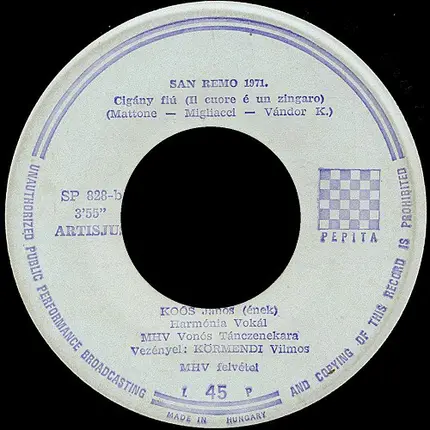 SAN REMO 1971.
Cigány fiú (Il cuore é un zingaro)
(Mattone — Migliacci — Vándor K.)
SP 828-b
3'55"
ARTISJU
PEPITA
KOÓS János (ének)
Harmónia Vokál
MHV Vonós Tánczenekara
Vezényel: KÖRMENDI Vilmos
MHV felvétel
45
UNAUTHORIZED PUBLIC PERFORMANCE BROADCASTING
AND COPYING OF THIS RECORD IS PROHIBITED
MADE IN HUNGARY